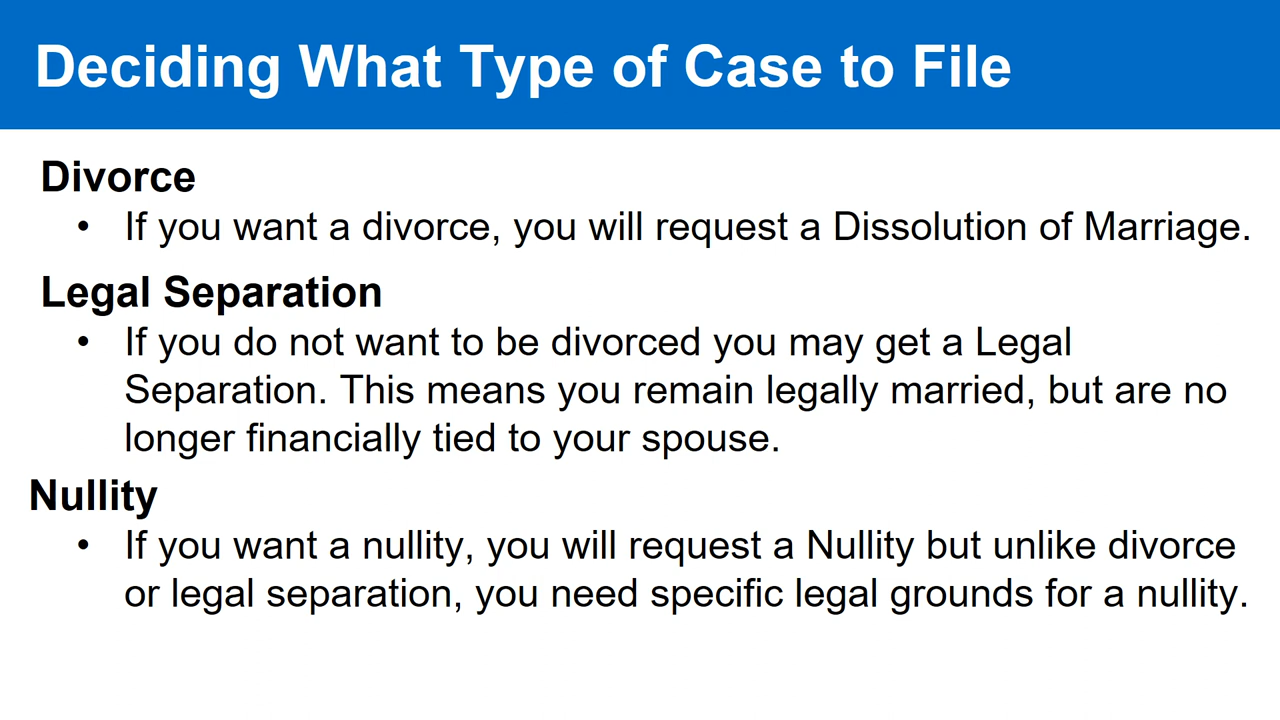 Deciding What Type of Case to File
Divorce
• If you want a divorce, you will request a Dissolution of Marriage.
Legal Separation
• If you do not want to be divorced you may get a Legal
Separation. This means you remain legally married, but are no
longer financially tied to your spouse.
Nullity
• If you want a nullity, you will request a Nullity but unlike divorce
or legal separation, you need specific legal grounds for a nullity.